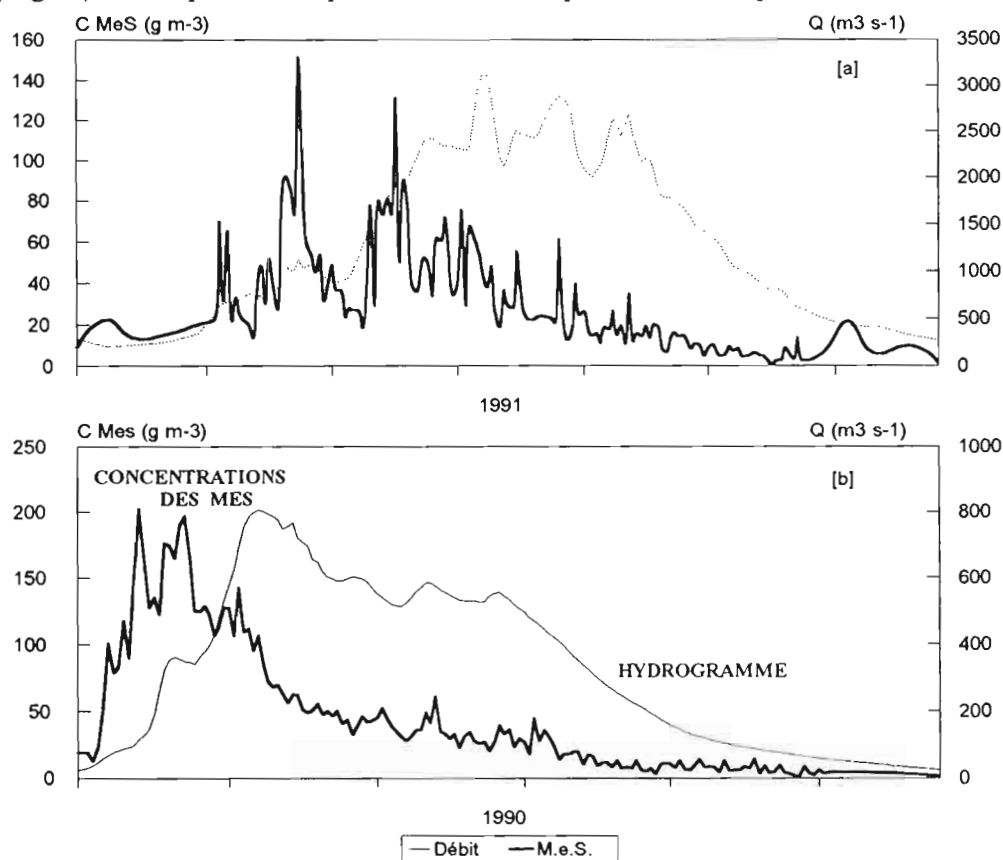 C MeS (g m-3) Q (m3 s-1)
160 3500
[a]
140 3000
120 2500
100
2000
80
1500
60
1000
40
20 500
0 0
1991
C Mes (g m-3) Q (m3 s-1)
250 1000
CONCENTRATIONS [b]
DES MES
200 800
150 600
100 400
HYDROGRAMME
50 200
0 0
1990
Débit M.e.S.